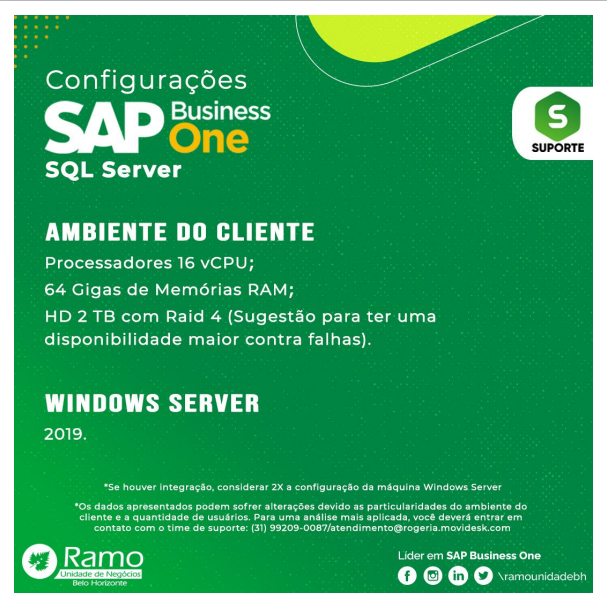 Configurações
SAP Business One
SQL Server
S
SUPORTE
AMBIENTE DO CLIENTE
Processadores 16 vCPU;
64 Gigas de Memórias RAM;
HD 2 TB com Raid 4 (Sugestão para ter uma
disponibilidade maior contra falhas).
WINDOWS SERVER
2019.
*Se houver integração, considerar 2X a configuração da máquina Windows Server
*Os dados apresentados podem sofrer alterações devido as particularidades do ambiente do
cliente e a quantidade de usuários. Para uma análise mais aplicada, você deverá entrar em
contato com o time de suporte: (31) 99209-0087/atendimento@rogeria.movidesk.com
Ramo
Unidade de Negócios
Belo Horizonte
Líder em SAP Business One
\ramounidadebh